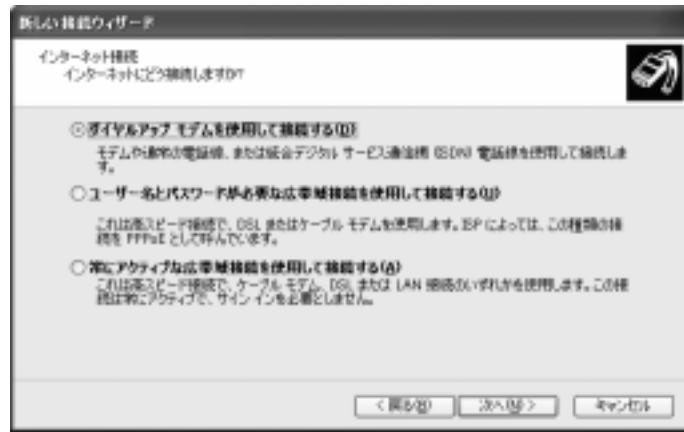 新しい接続ウィザード
インターネット接続
インターネットにどう接続しますか?
ダイヤルアップ モデムを使用して接続する(D)
モデムや通常の電話線、または統合デジタル サービス通信網 (ISDN) 電話線を使用して接続しま
す。
ユーザー名とパスワードが必要な広帯域接続を使用して接続する(U)
これは高スピード接続で、DSL またはケーブル モデムを使用します。ISP によっては、この種類の接
続を PPPoE として呼んでいます。
常にアクティブな広帯域接続を使用して接続する(A)
これは高スピード接続で、ケーブル モデム、DSL または LAN 接続のいずれかを使用します。この接
続は常にアクティブで、サイン インを必要としません。
< 戻る(B)
次へ(N) >
キャンセル